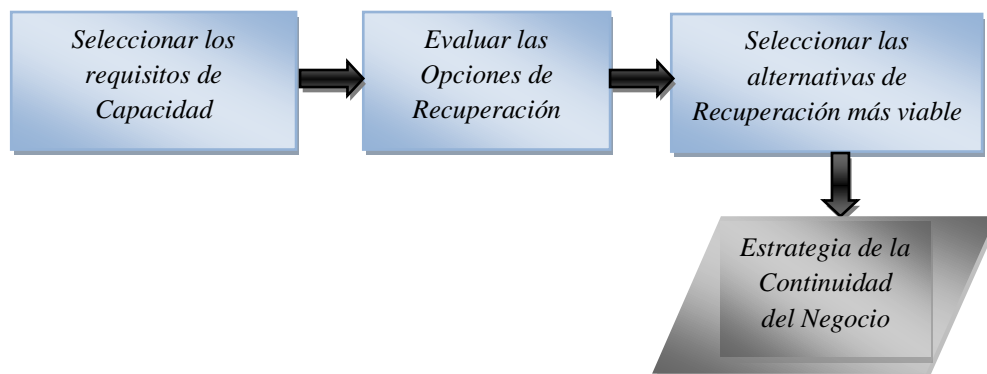 Seleccionar los
requisitos de
Capacidad
Evaluar las
Opciones de
Recuperación
Seleccionar las
alternativas de
Recuperación más viable
Estrategia de la
Continuidad
del Negocio